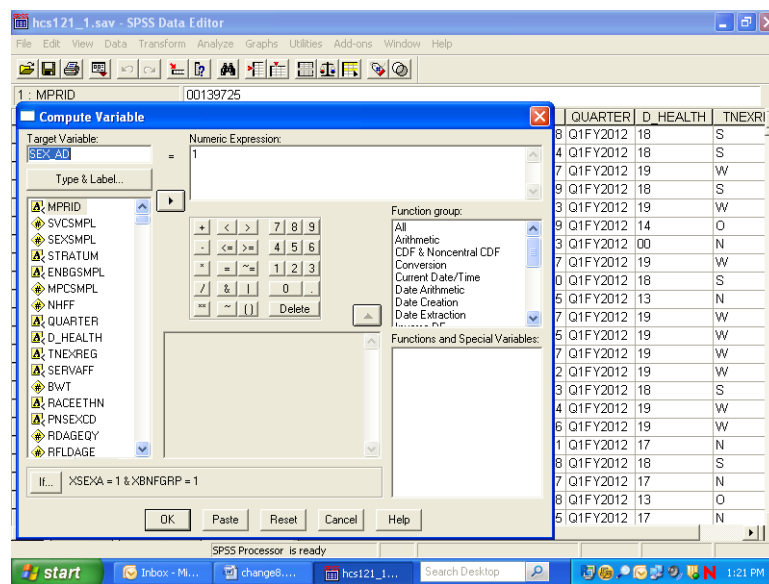 hcs121_1.sav - SPSS Data Editor
File Edit View Data Transform Analyze Graphs Utilities Add-ons Window Help
1 : MPRID 00139725
Compute Variable
QUARTER D_HEALTH TNEXRE
Target Variable:
SEX_AD
=
Numeric Expression:
1
Type & Label...
MPRID
SVCSMPL
SEXSMPL
STRATUM
ENBGSMPL
MPCSMPL
NHFF
QUARTER
D_HEALTH
TNEXREG
SERVAFF
BWT
RACEETHN
PNSEXCD
RDAGEQY
RFLDAGE
+ < > 7 8 9
- <= >= 4 5 6
* = ~= 1 2 3
/ & | 0 .
** ~ () Delete
Function group:
All
Arithmetic
CDF & Noncentral CDF
Conversion
Current Date/Time
Date Arithmetic
Date Creation
Date Extraction
Inverse DF
Functions and Special Variables:
If... XSEXA = 1 & XBNFGRP = 1
OK Paste Reset Cancel Help
8 Q1FY2012 18 S
4 Q1FY2012 18 S
7 Q1FY2012 19 W
9 Q1FY2012 18 S
3 Q1FY2012 19 W
9 Q1FY2012 14 O
3 Q1FY2012 00 N
7 Q1FY2012 19 W
0 Q1FY2012 18 S
5 Q1FY2012 13 N
7 Q1FY2012 19 W
5 Q1FY2012 19 W
5 Q1FY2012 19 W
2 Q1FY2012 19 W
3 Q1FY2012 18 S
4 Q1FY2012 19 W
6 Q1FY2012 19 W
1 Q1FY2012 17 N
8 Q1FY2012 18 S
7 Q1FY2012 17 N
8 Q1FY2012 13 O
5 Q1FY2012 17 N
SPSS Processor is ready
start Inbox - Mi... change8.... hcs121_1... Search Desktop 1:21 PM